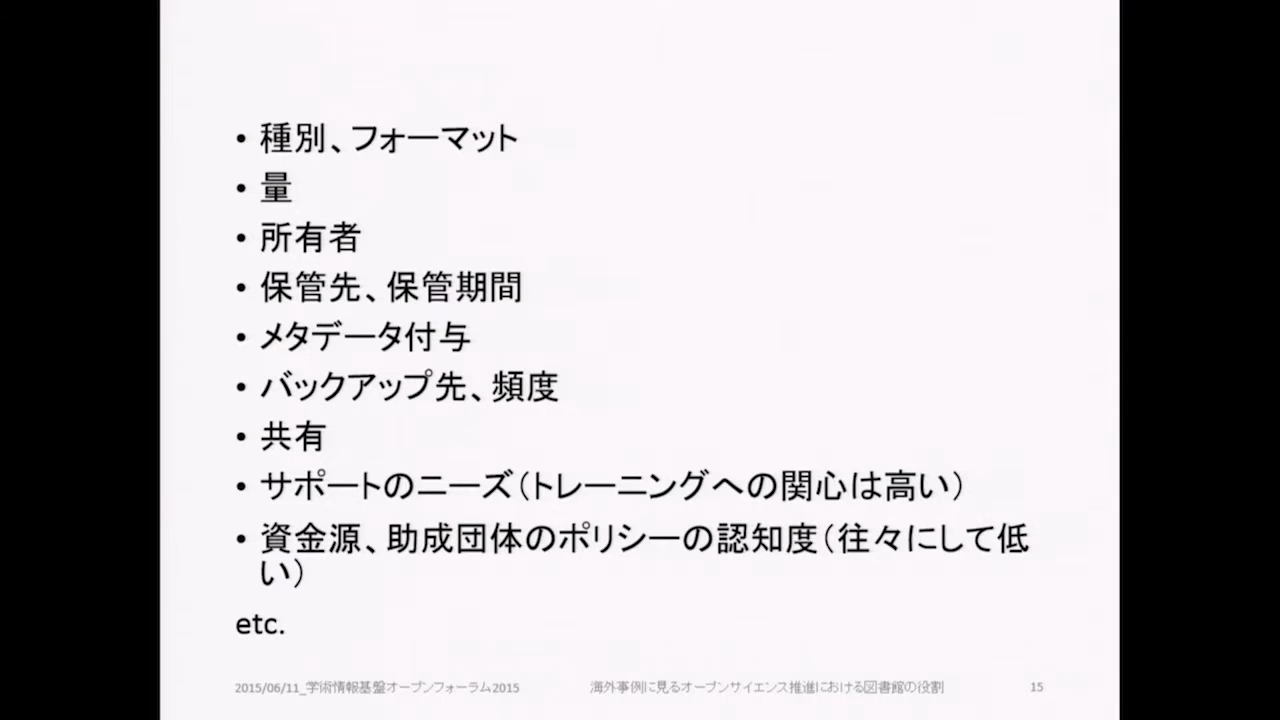 • 種別、フォーマット
• 量
• 所有者
• 保管先、保管期間
• メタデータ付与
• バックアップ先、頻度
• 共有
• サポートのニーズ（トレーニングへの関心は高い）
• 資金源、助成団体のポリシーの認知度（往々にして低
い）
etc.
2015/06/11_学術情報基盤オープンフォーラム2015
海外事例に見るオープンサイエンス推進における図書館の役割
15